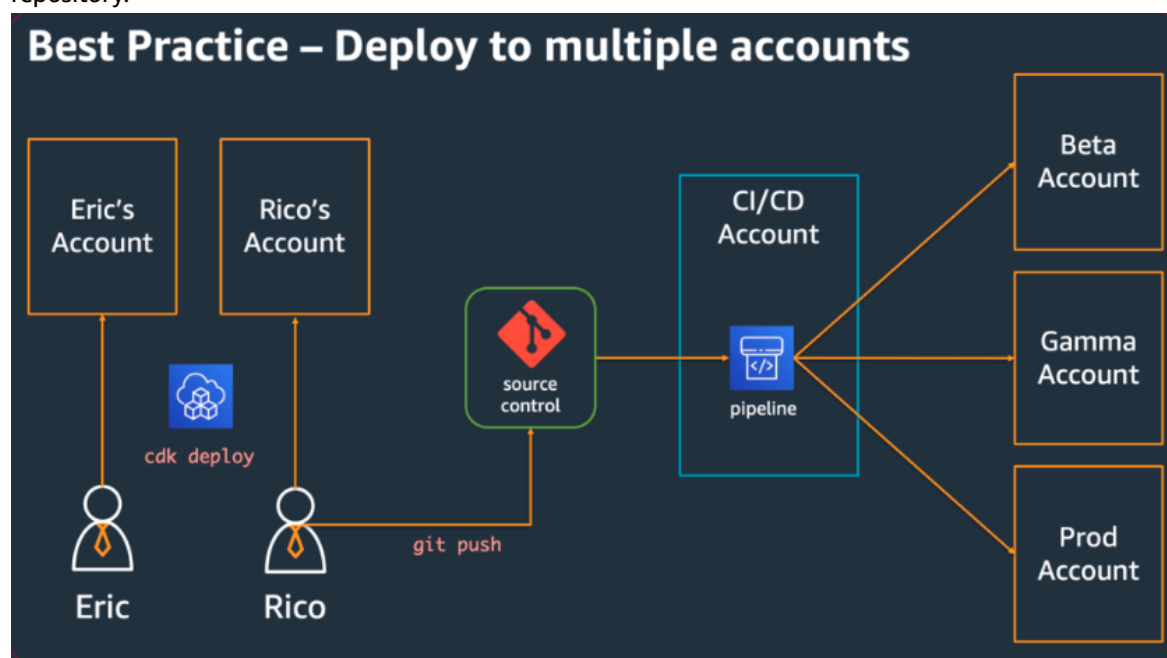 repository.
Best Practice – Deploy to multiple accounts
Eric's
Account
Rico's
Account
cdk deploy
Eric
Rico
git push
source
control
CI/CD
Account
pipeline
Beta
Account
Gamma
Account
Prod
Account